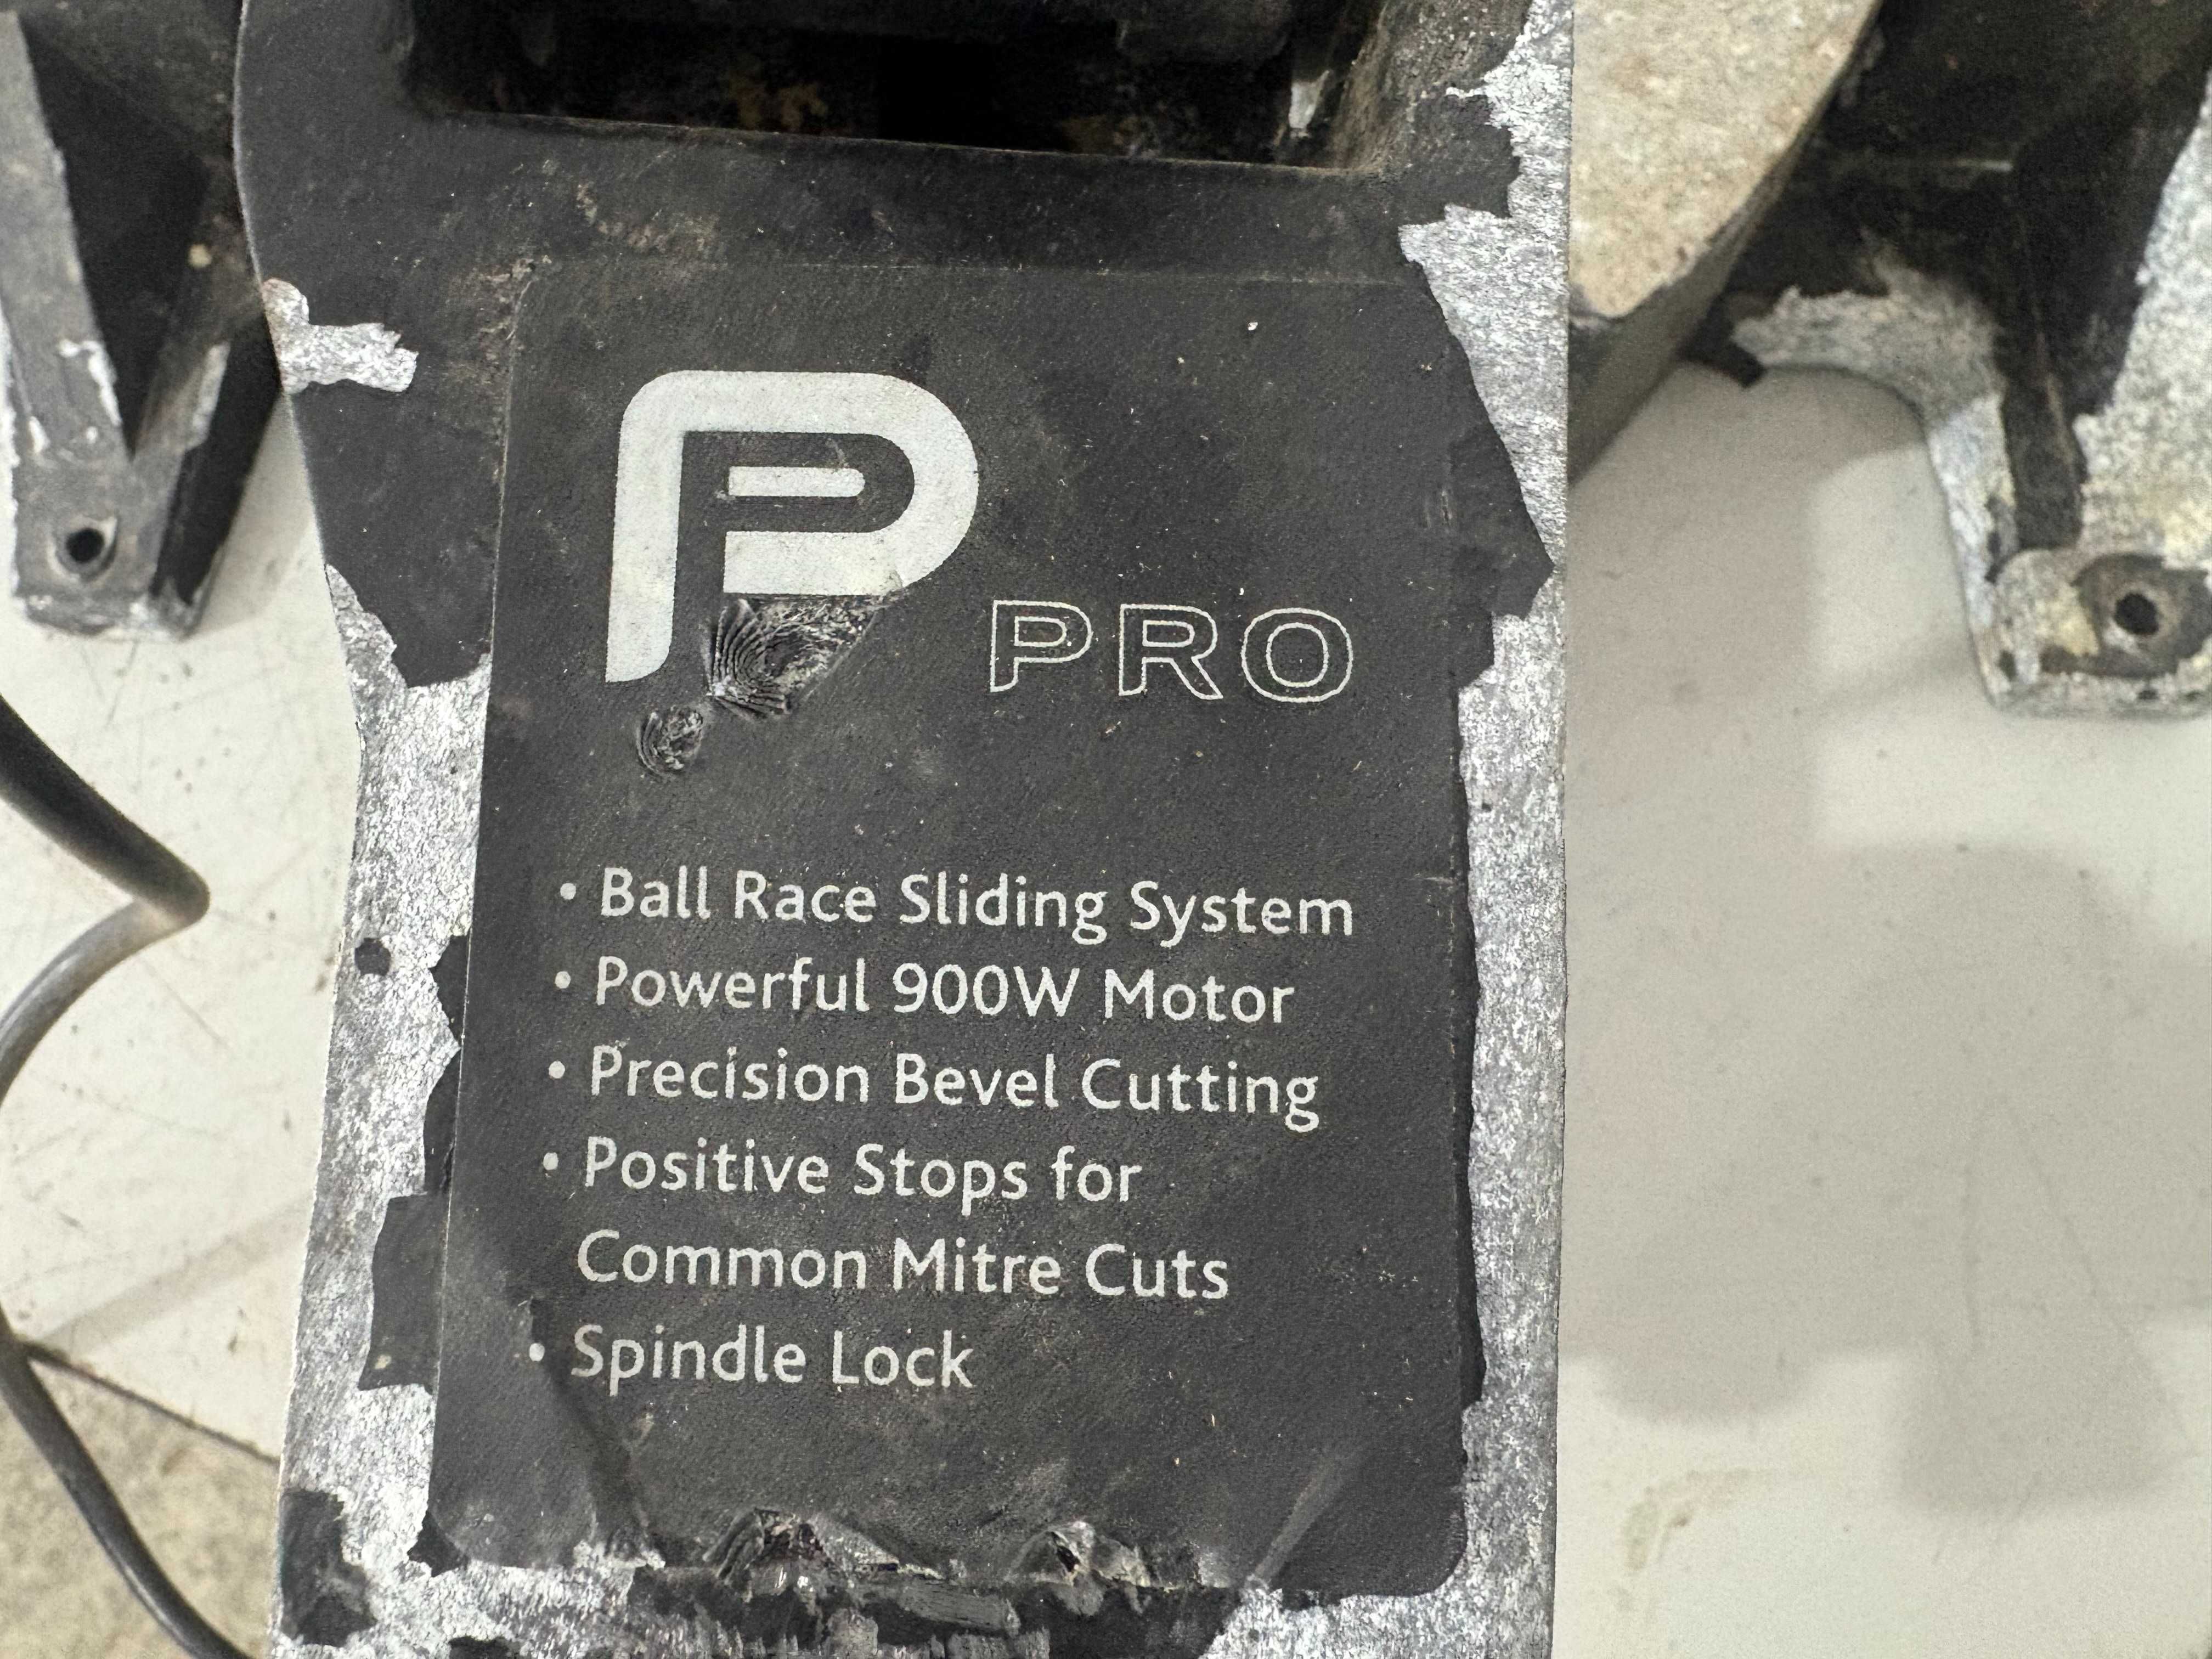 P PRO
• Ball Race Sliding System
• Powerful 900W Motor
• Precision Bevel Cutting
• Positive Stops for
Common Mitre Cuts
• Spindle Lock